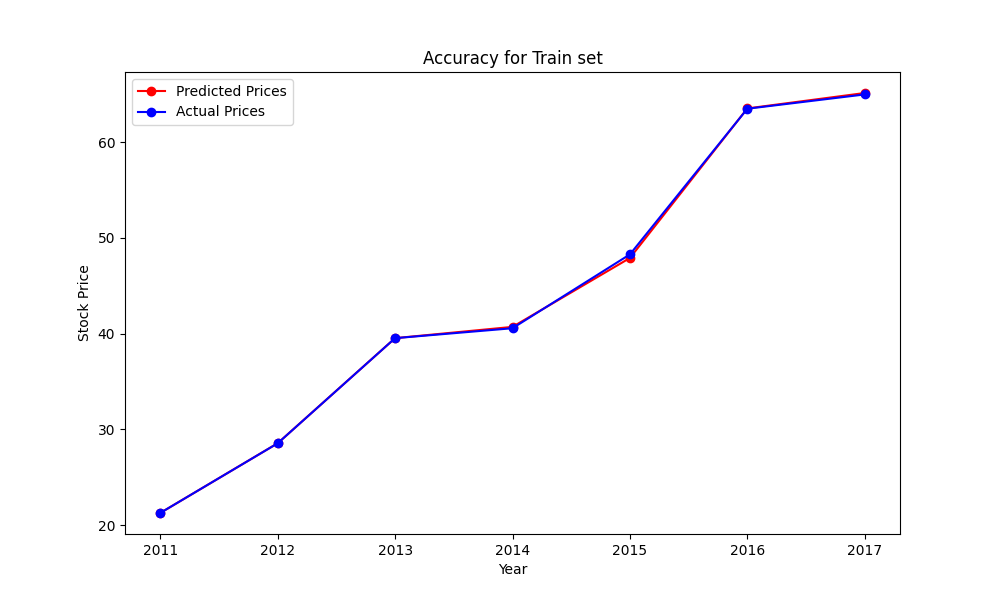 Accuracy for Train set
Predicted Prices
Actual Prices
Stock Price
60
50
40
30
20
2011 2012 2013 2014 2015 2016 2017
Year